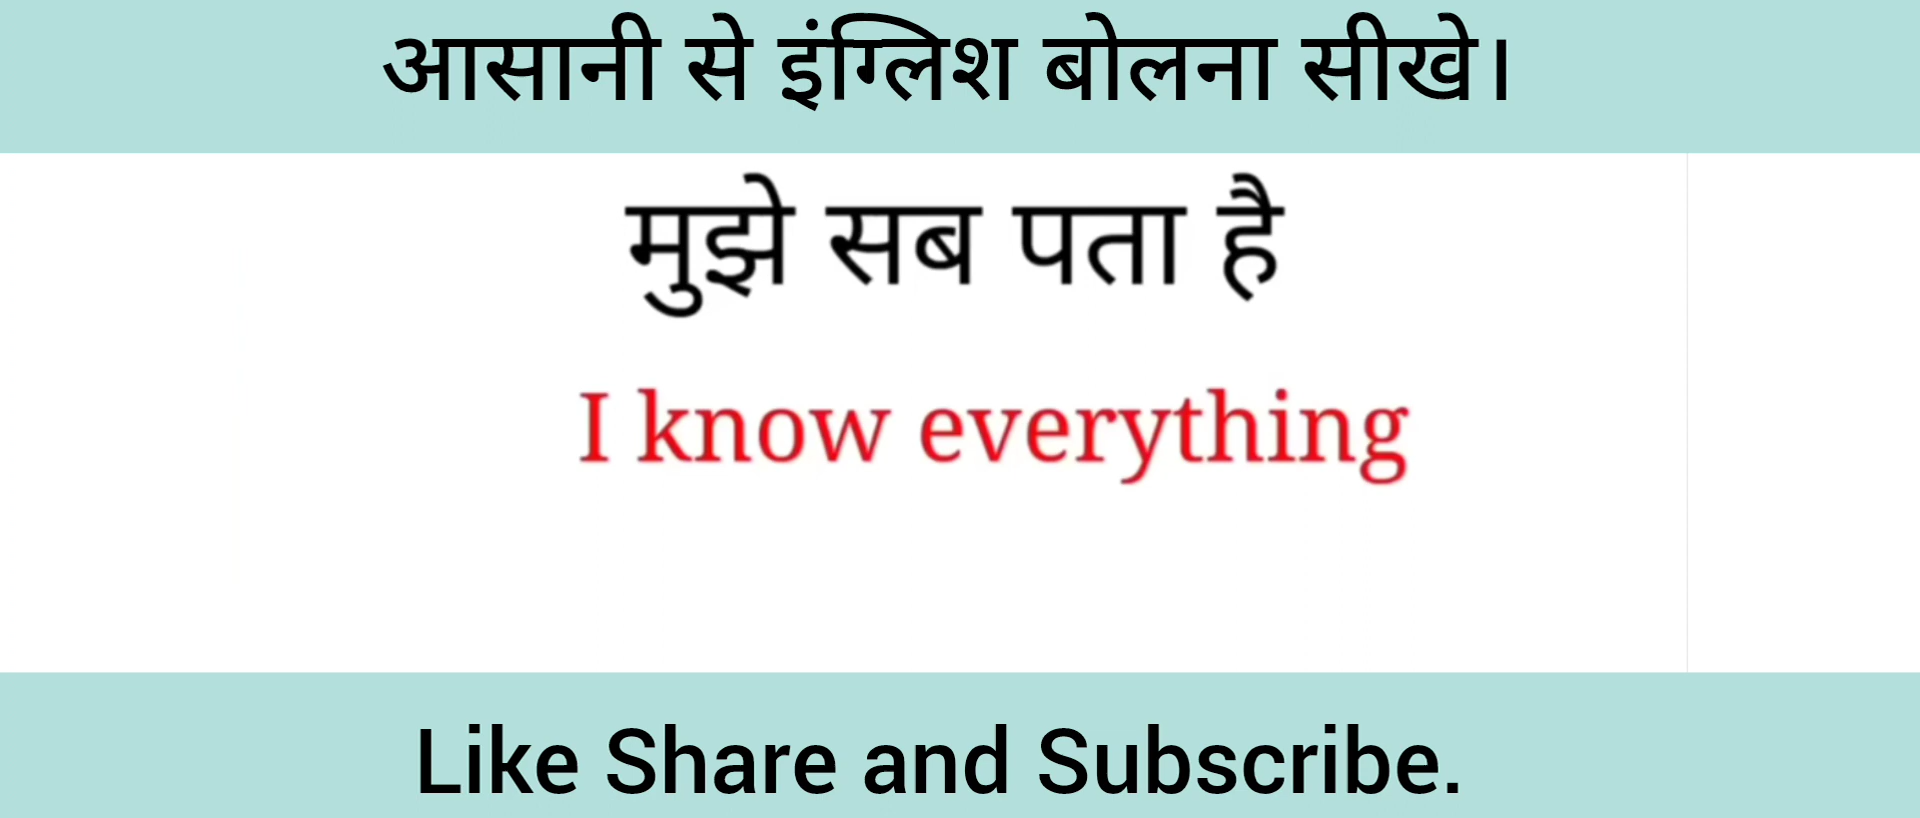 आसानी से इंग्लिश बोलना सीखे।
मुझे सब पता है
I know everything
Like Share and Subscribe.